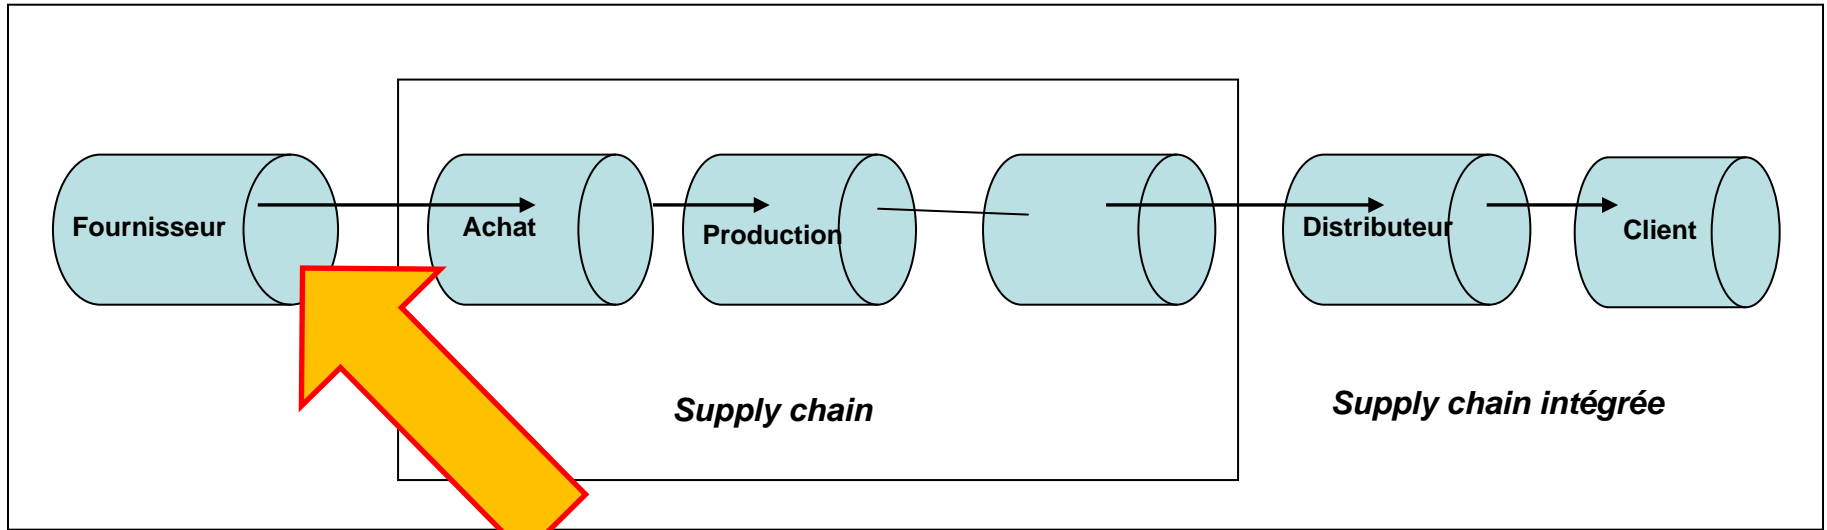 Fournisseur
Achat
Production
Distributeur
Client
Supply chain
Supply chain intégrée